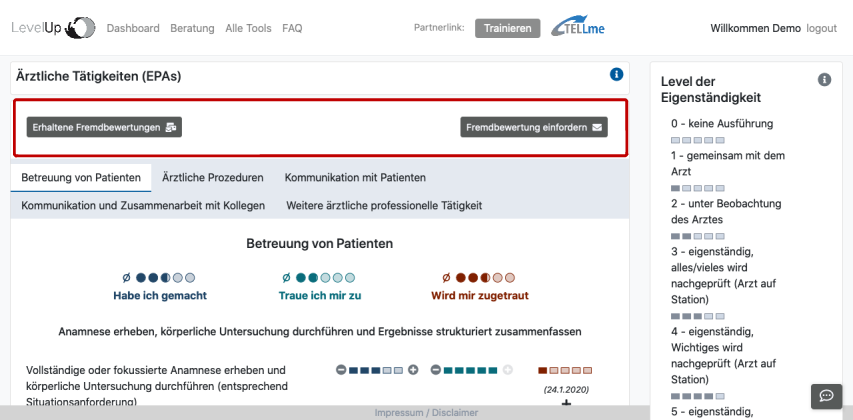 LevelUp Dashboard Beratung Alle Tools FAQ Partnerlink: Trainieren TELLme Willkommen Demo logout
Ärztliche Tätigkeiten (EPAs)
Erhaltene Fremdbewertungen Fremdbewertung einfordern
Betreuung von Patienten Ärztliche Prozeduren Kommunikation mit Patienten
Kommunikation und Zusammenarbeit mit Kollegen Weitere ärztliche professionelle Tätigkeit
Betreuung von Patienten
Ø Ø Ø
Habe ich gemacht Traue ich mir zu Wird mir zugetraut
Anamnese erheben, körperliche Untersuchung durchführen und Ergebnisse strukturiert zusammenfassen
Vollständige oder fokussierte Anamnese erheben und
körperliche Untersuchung durchführen (entsprechend
Situationsanforderung)
(24.1.2020)
Level der
Eigenständigkeit
0 - keine Ausführung
1 - gemeinsam mit dem
Arzt
2 - unter Beobachtung
des Arztes
3 - eigenständig,
alles/vieles wird
nachgeprüft (Arzt auf
Station)
4 - eigenständig,
Wichtiges wird
nachgeprüft (Arzt auf
Station)
5 - eigenständig,
Impressum / Disclaimer